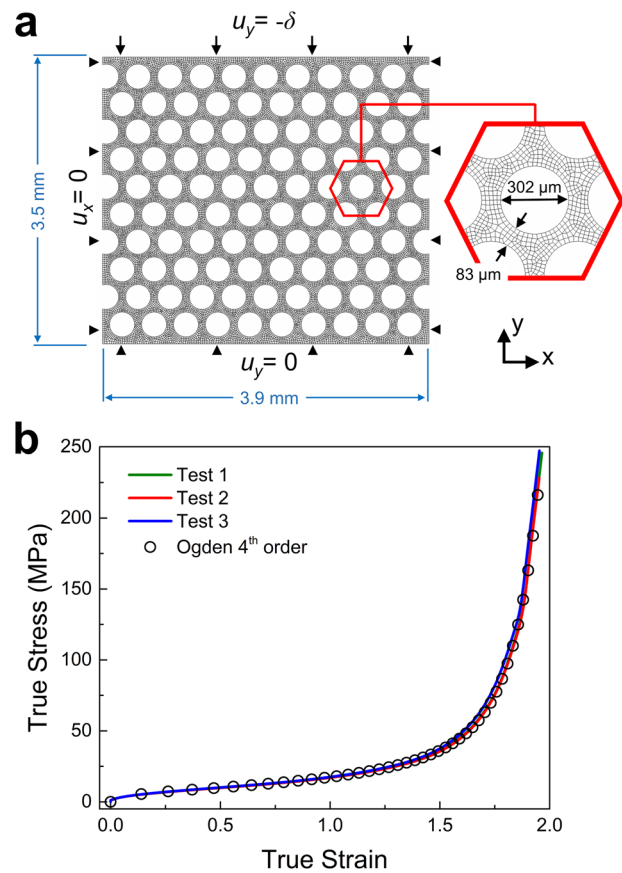 a
u_y= -δ
3.5 mm
u_x= 0
302 µm
83 µm
y
x
u_y= 0
3.9 mm
b
250
200
150
100
50
0
True Stress (MPa)
Test 1
Test 2
Test 3
Ogden 4th order
0.0
0.5
1.0
1.5
2.0
True Strain